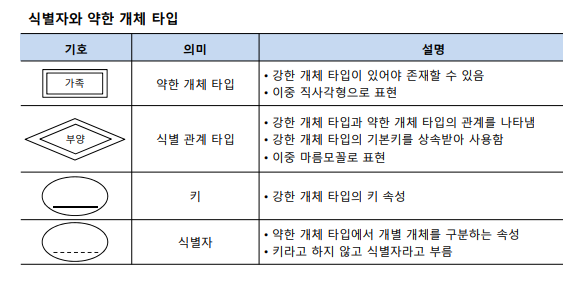 식별자와 약한 개체 타입
기호 의미 설명
가족 약한 개체 타입
• 강한 개체 타입이 있어야 존재할 수 있음
• 이중 직사각형으로 표현
부양 식별 관계 타입
• 강한 개체 타입과 약한 개체 타입의 관계를 나타냄
• 강한 개체 타입의 기본키를 상속받아 사용함
• 이중 마름모꼴로 표현
키 • 강한 개체 타입의 키 속성
식별자
• 약한 개체 타입에서 개별 개체를 구분하는 속성
• 키라고 하지 않고 식별자라고 부름